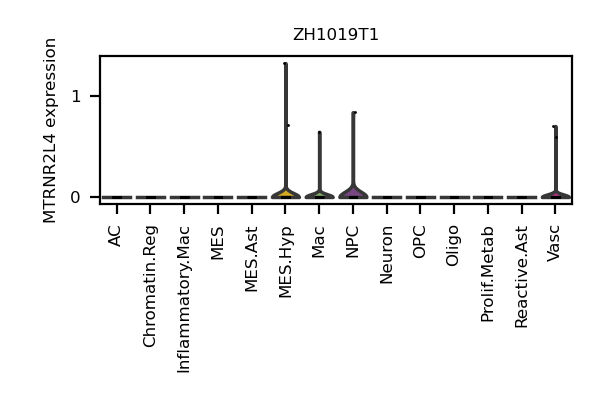 ZH1019T1
MTRNR2L4 expression
1
0
AC
Chromatin.Reg
Inflammatory.Mac
MES
MES.Ast
MES.Hyp
Mac
NPC
Neuron
OPC
Oligo
Prolif.Metab
Reactive.Ast
Vasc